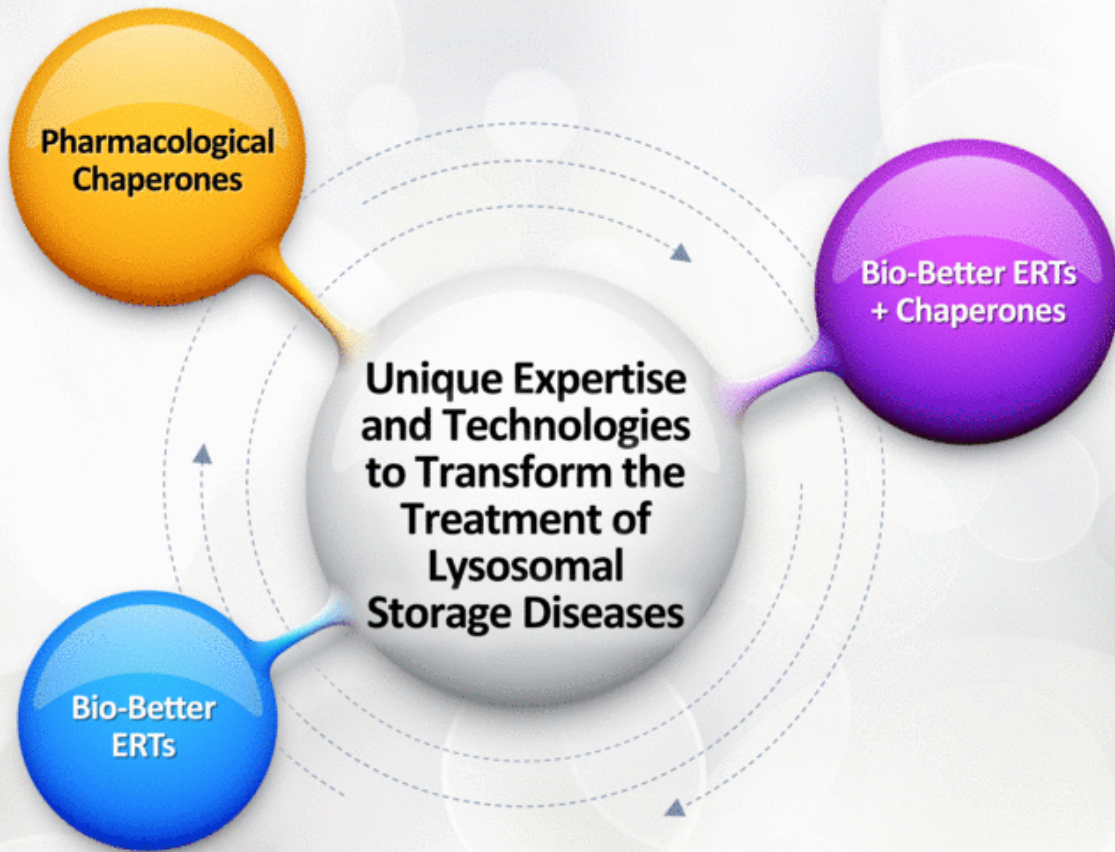 Pharmacological
Chaperones
Bio-Better ERTs
+ Chaperones
Unique Expertise
and Technologies
to Transform the
Treatment of
Lysosomal
Storage Diseases
Bio-Better
ERTs